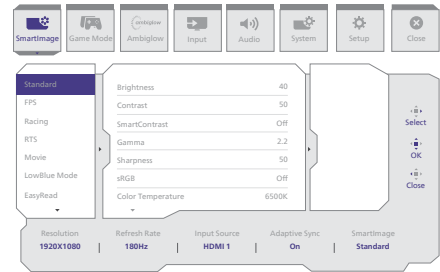 SmartImage
Game Mode
ambiglow
Ambiglow
Input
Audio
System
Setup
Close
Standard
FPS
Racing
RTS
Movie
LowBlue Mode
EasyRead
Brightness 40
Contrast 50
SmartContrast Off
Gamma 2.2
Sharpness 50
sRGB Off
Color Temperature 6500K
Select
OK
Close
Resolution Refresh Rate Input Source Adaptive Sync SmartImage
1920X1080 | 180Hz | HDMI 1 | On | Standard